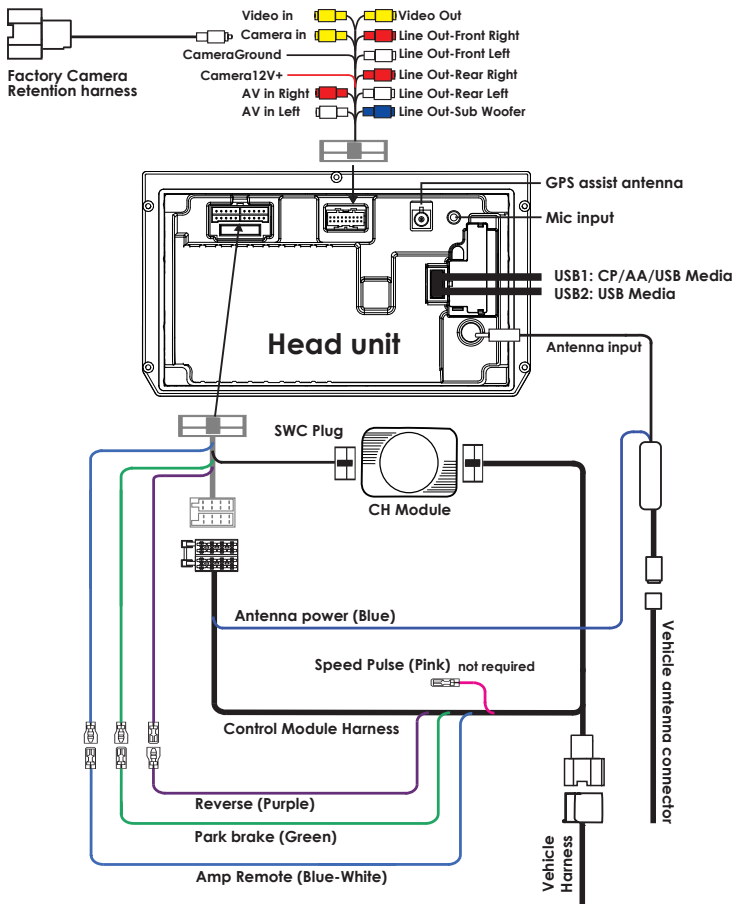 Video in
Video Out
Camera in
Line Out-Front Right
CameraGround
Line Out-Front Left
Camera12V+
Line Out-Rear Right
AV in Right
Line Out-Rear Left
AV in Left
Line Out-Sub Woofer
Factory Camera
Retention harness
GPS assist antenna
Mic input
USB1: CP/AA/USB Media
USB2: USB Media
Head unit
Antenna input
SWC Plug
CH Module
Antenna power (Blue)
Speed Pulse (Pink) not required
Control Module Harness
Vehicle antenna connector
Reverse (Purple)
Park brake (Green)
Amp Remote (Blue-White)
Vehicle
Harness